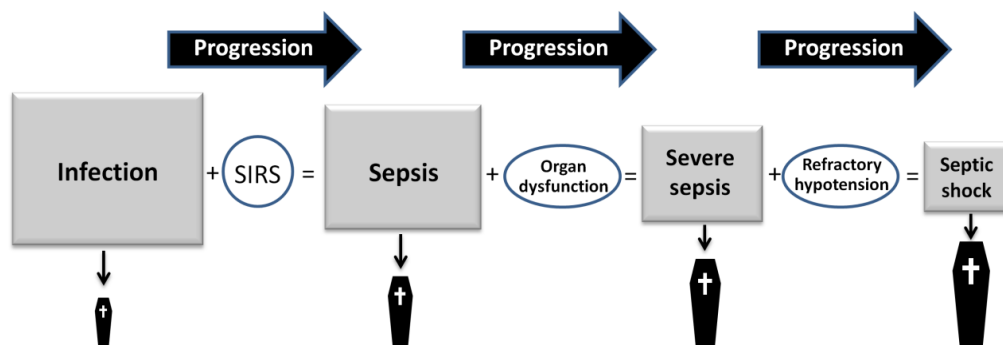 Progression
Progression
Progression
Infection
+
SIRS
=
Sepsis
+
Organ
dysfunction
=
Severe
sepsis
+
Refractory
hypotension
=
Septic
shock